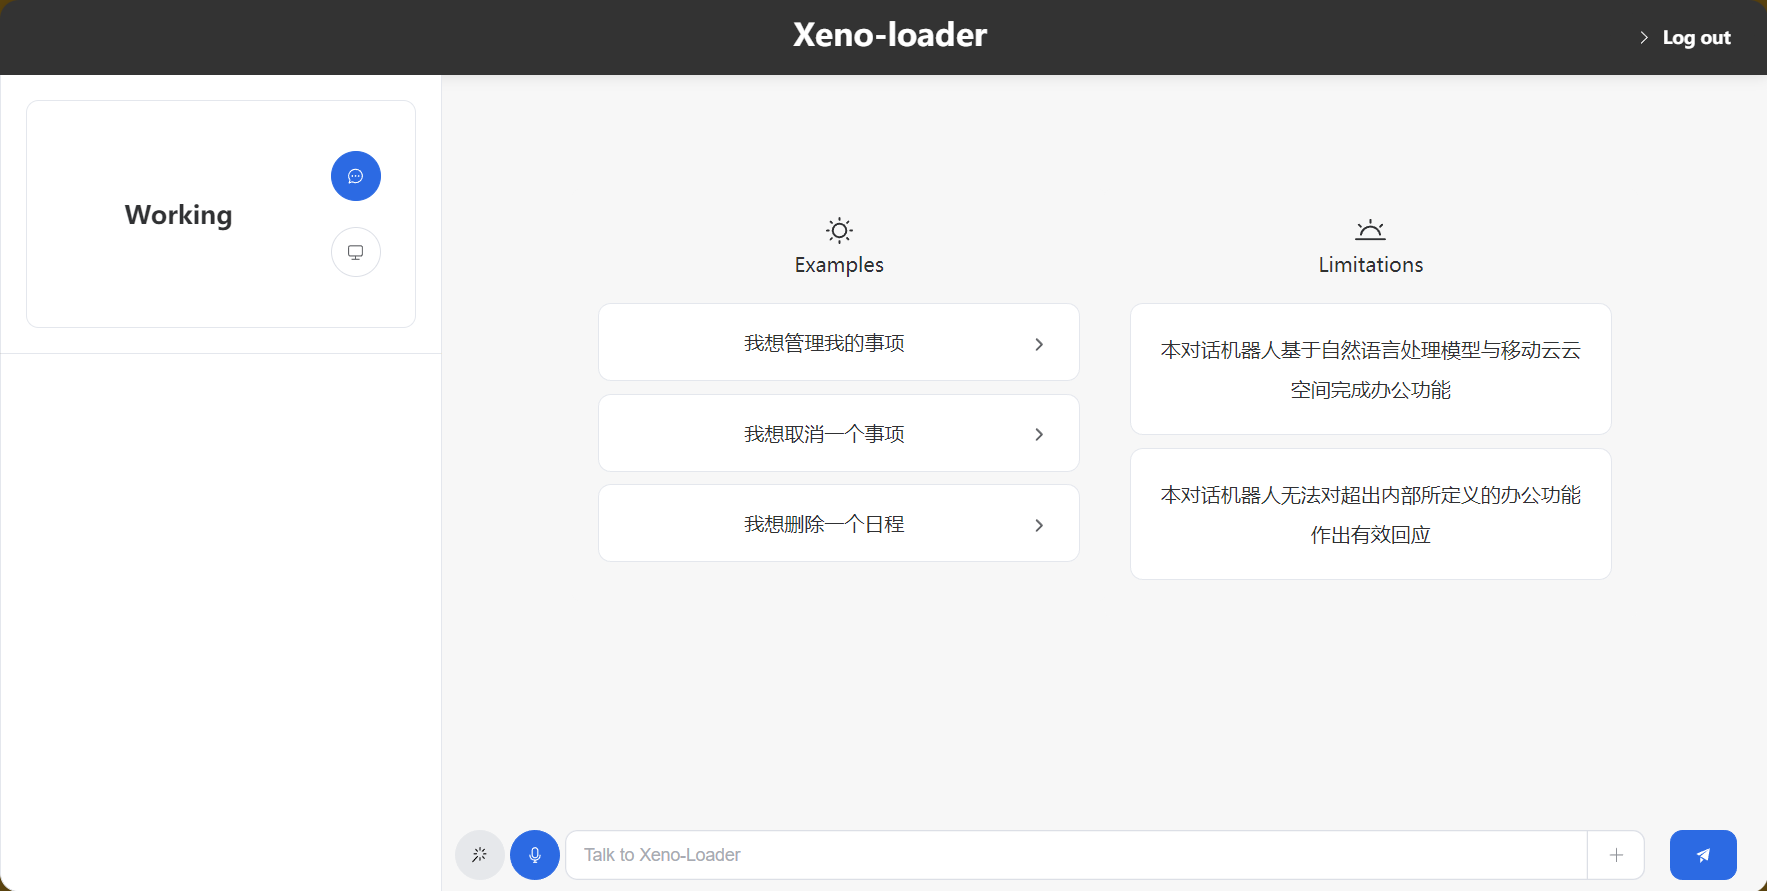 Xeno-loader
Log out
Working
Examples
我想管理我的事项
我想取消一个事项
我想删除一个日程
Limitations
本对话机器人基于自然语言处理模型与移动云云
空间完成办公功能
本对话机器人无法对超出内部所定义的办公功能
作出有效回应
Talk to Xeno-Loader